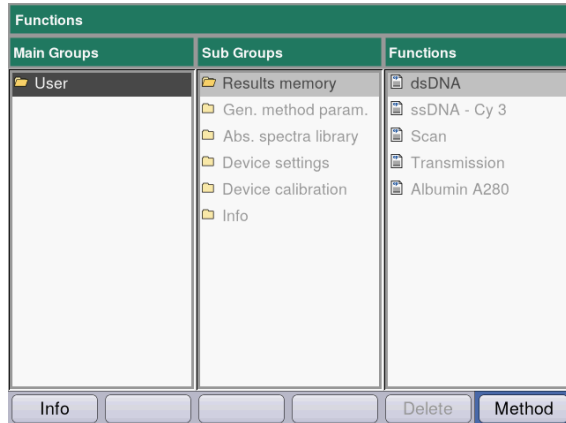 Functions
Main Groups
Sub Groups
Functions
User
Results memory
Gen. method param.
Abs. spectra library
Device settings
Device calibration
Info
dsDNA
ssDNA - Cy 3
Scan
Transmission
Albumin A280
Info
Delete
Method